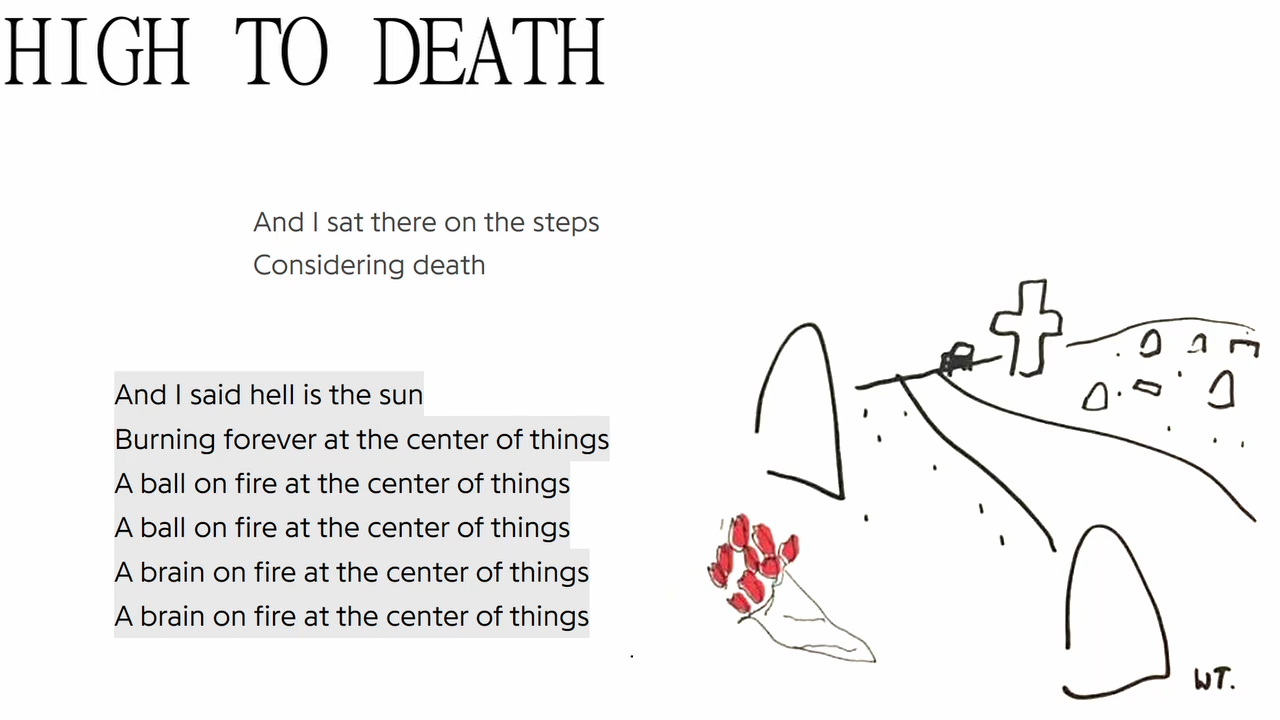 HIGH TO DEATH
And I sat there on the steps
Considering death
And I said hell is the sun
Burning forever at the center of things
A ball on fire at the center of things
A ball on fire at the center of things
A brain on fire at the center of things
A brain on fire at the center of things
WT.